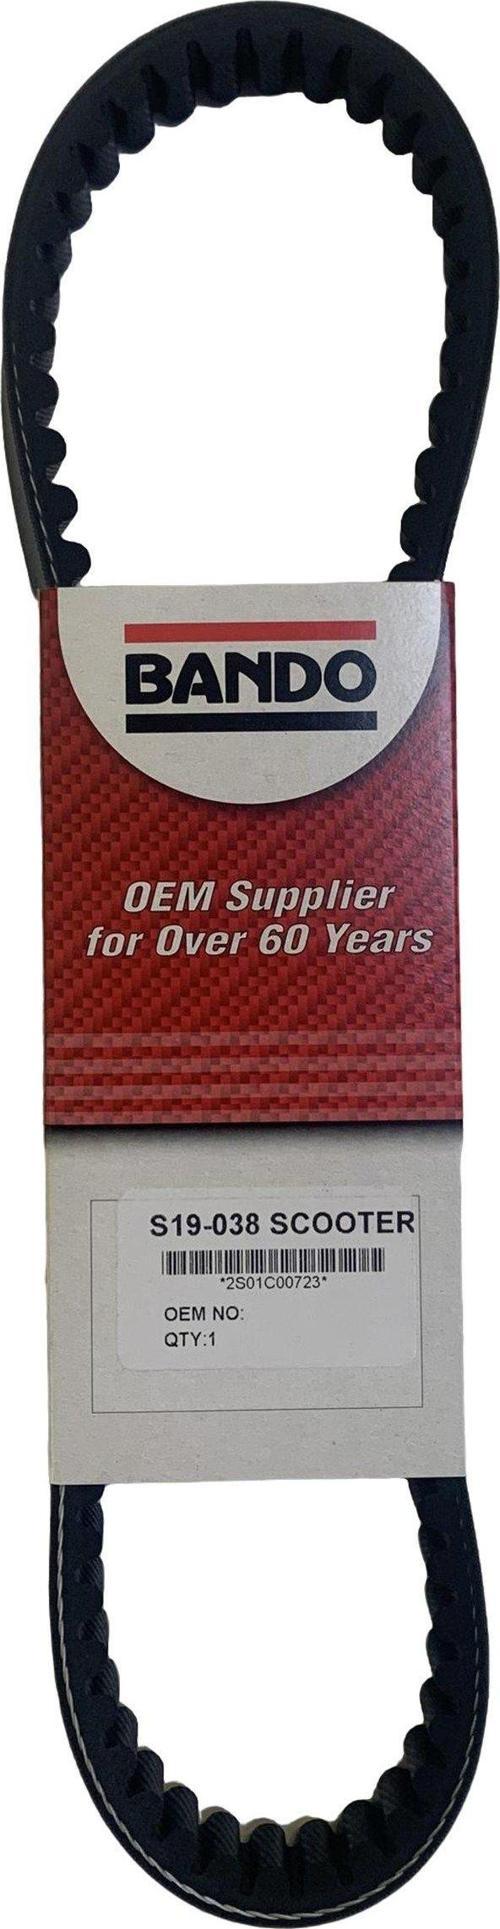 BANDO
OEM Supplier
for Over 60 Years
S19-038 SCOOTER
*2S01C00723*
OEM NO:
QTY:1